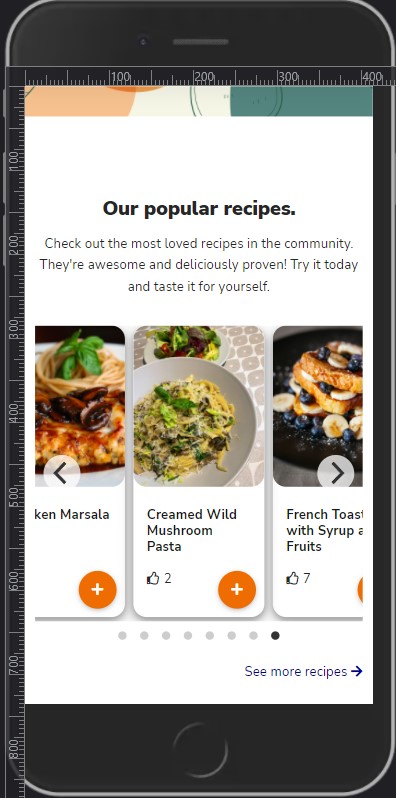 100 200 300 400
100
200
300
400
500
600
700
800
Our popular recipes.
Check out the most loved recipes in the community.
They're awesome and deliciously proven! Try it today
and taste it for yourself.
ken Marsala
Creamed Wild
Mushroom
Pasta
2
French Toast
with Syrup a
Fruits
7
See more recipes